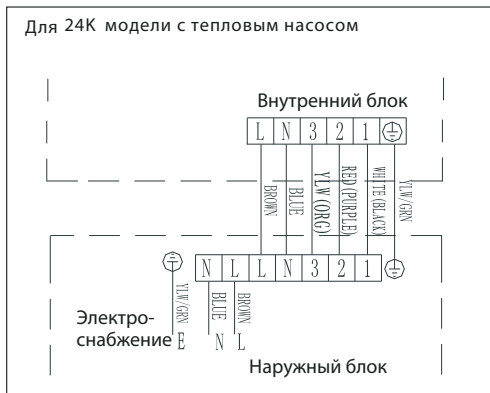 Для 24K модели с тепловым насосом
Внутренний блок
L N 3 2 1
BROWN BLUE YLW (ORG) RED (PURPLE) WHITE (BLACK) YLW/GRN
N L L N 3 2 1
YLW/GRN BLUE BROWN
Электро-
снабжение E N L
Наружный блок